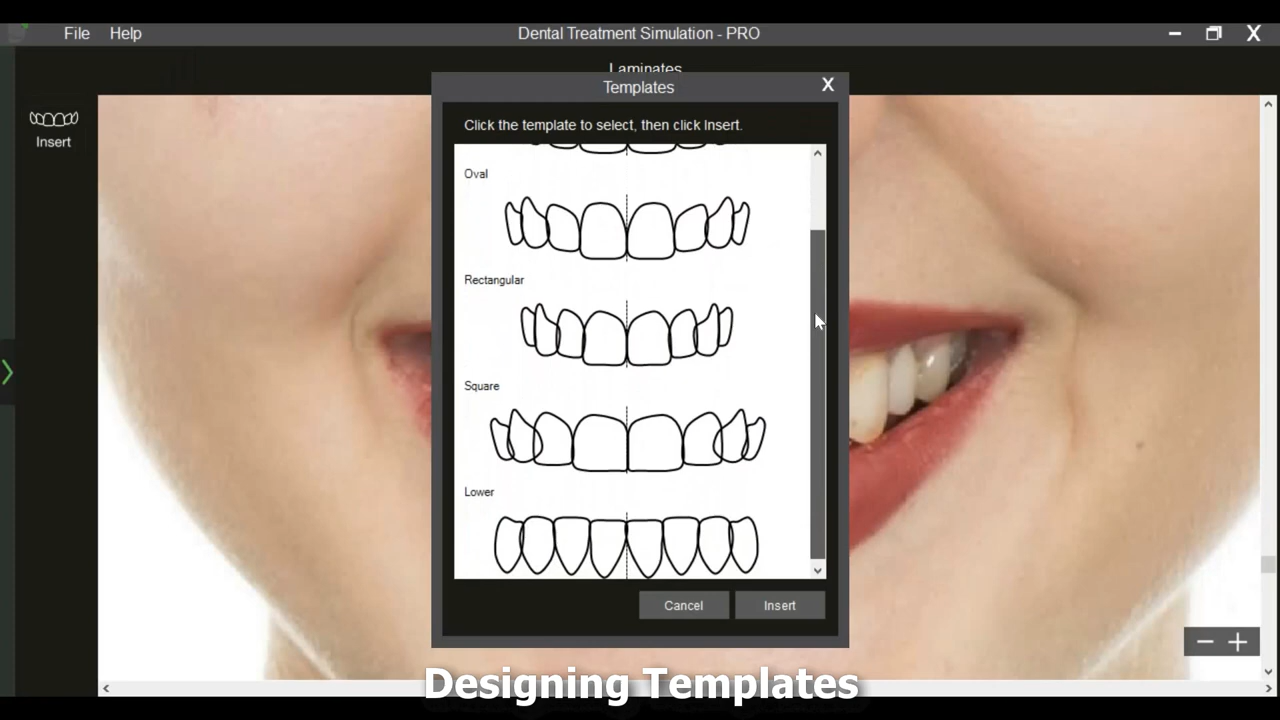 File Help
Dental Treatment Simulation - PRO
X
Laminates
Templates
X
Insert
Click the template to select, then click Insert.
Oval
Rectangular
Square
Lower
Cancel
Insert
Designing Templates